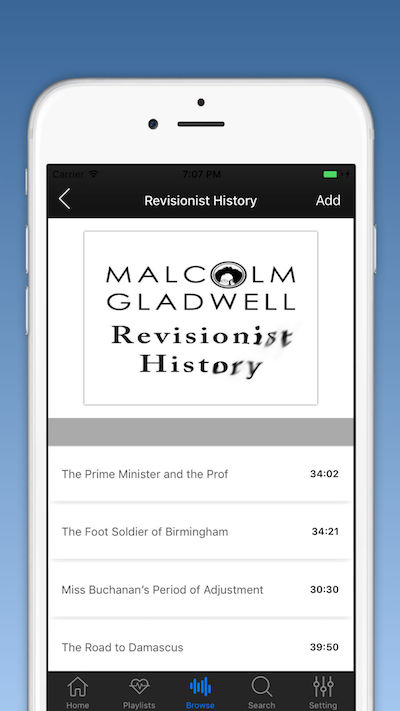 Carrier 7:07 PM
Revisionist History Add
MALCOLM
GLADWELL
Revisionist
History
The Prime Minister and the Prof 34:02
The Foot Soldier of Birmingham 34:21
Miss Buchanan's Period of Adjustment 30:30
The Road to Damascus 39:50
Home Playlists Browse Search Setting